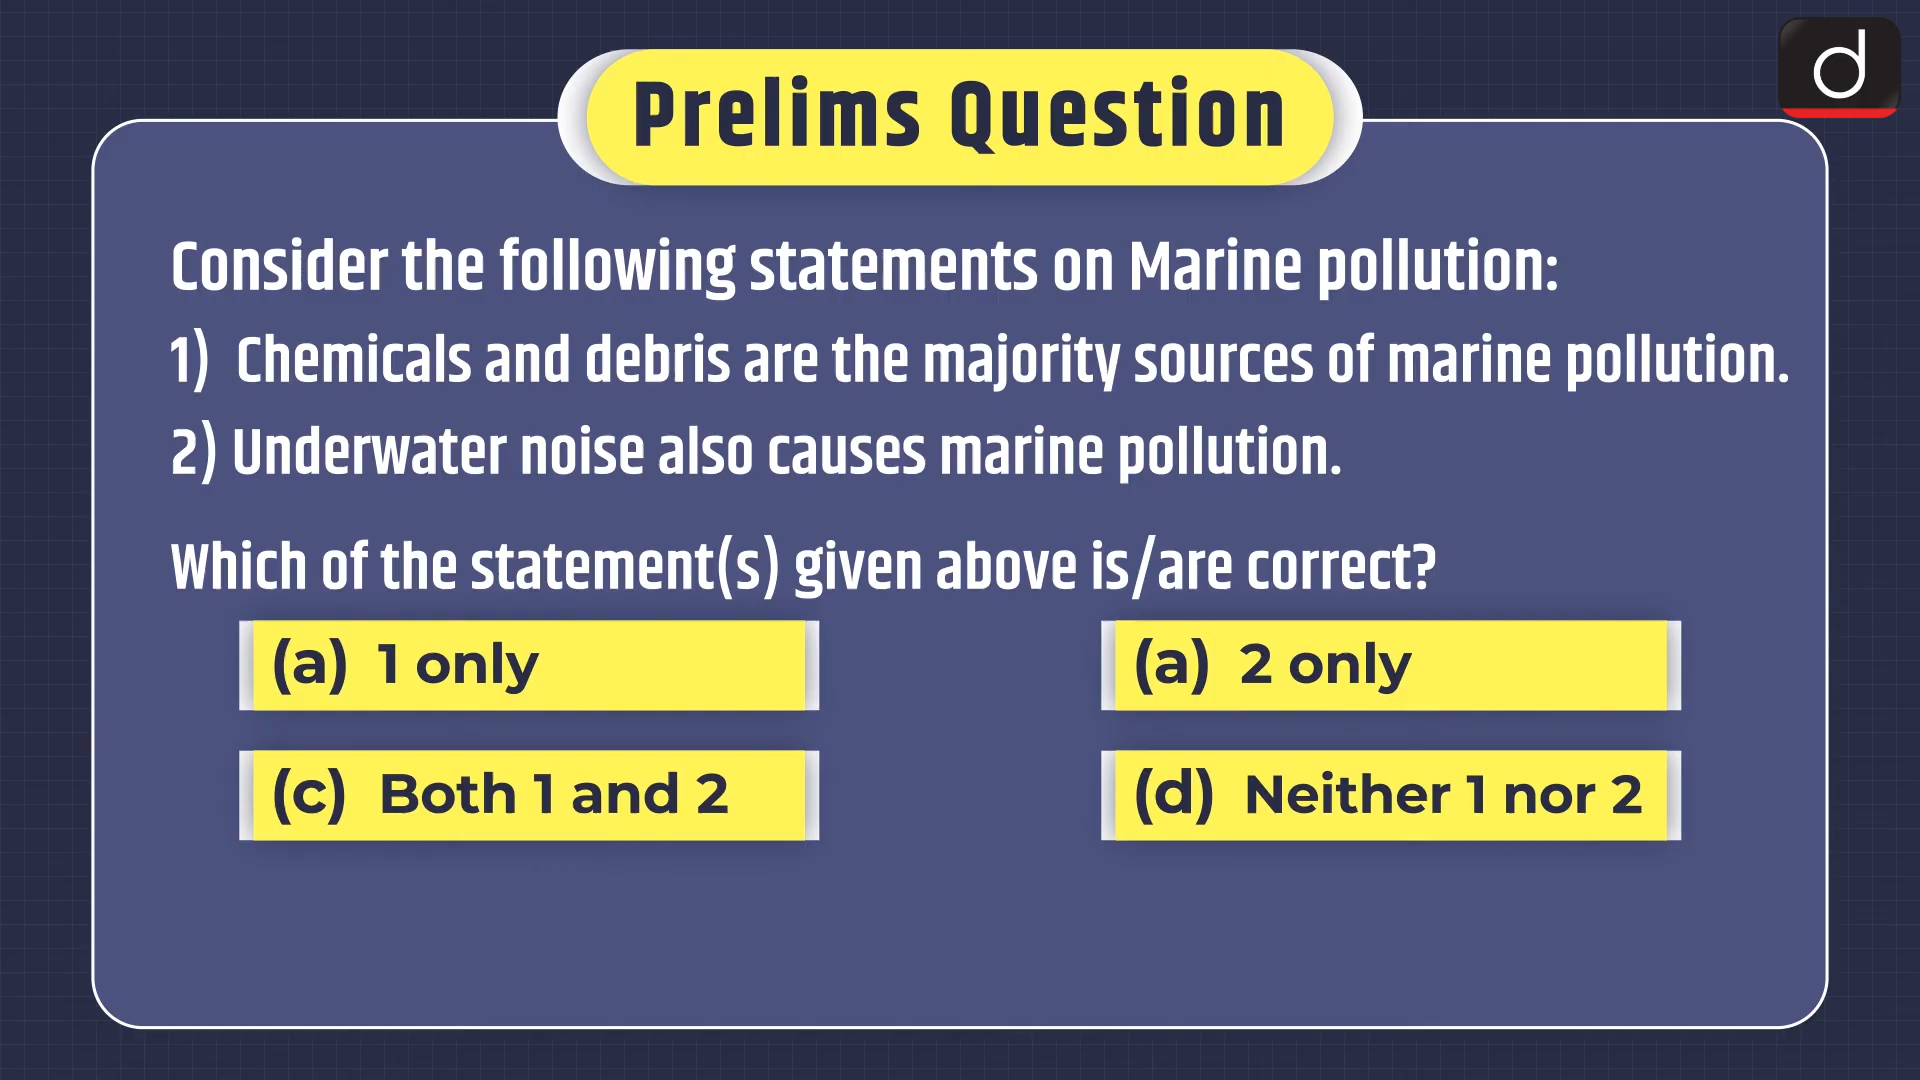 d
Prelims Question
Consider the following statements on Marine pollution:
1) Chemicals and debris are the majority sources of marine pollution.
2) Underwater noise also causes marine pollution.
Which of the statement(s) given above is/are correct?
(a) 1 only
(a) 2 only
(c) Both 1 and 2
(d) Neither 1 nor 2